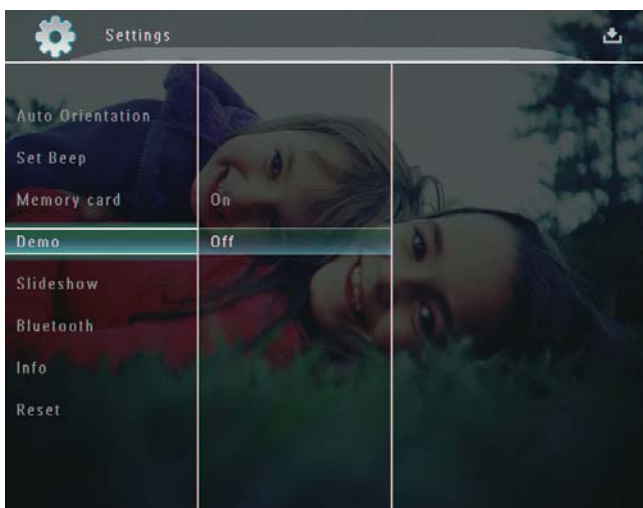 Settings
Auto Orientation
Set Beep
Memory card
On
Demo
Off
Slideshow
Bluetooth
Info
Reset